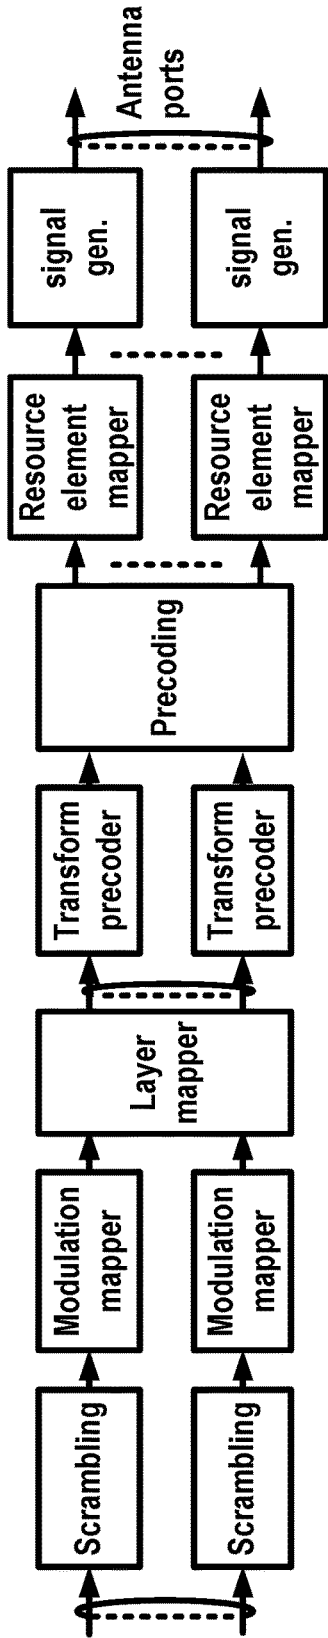 Scrambling
Scrambling
Modulation
mapper
Modulation
mapper
Layer
mapper
Transform
precoder
Transform
precoder
Precoding
Resource
element
mapper
Resource
element
mapper
signal
gen.
signal
gen.
Antenna
ports